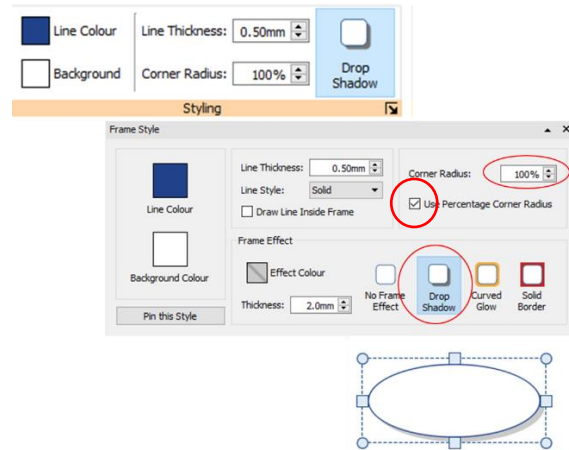 Line Colour Line Thickness: 0.50mm
Background Corner Radius: 100% Drop
Shadow
Styling
Frame Style
Line Thickness: 0.50mm Corner Radius: 100%
Line Style: Solid Use Percentage Corner Radius
Line Colour Draw Line Inside Frame
Frame Effect
Background Colour Effect Colour
Thickness: 2.0mm No Frame Drop Curved Solid
Effect Shadow Glow Border
Pin this Style